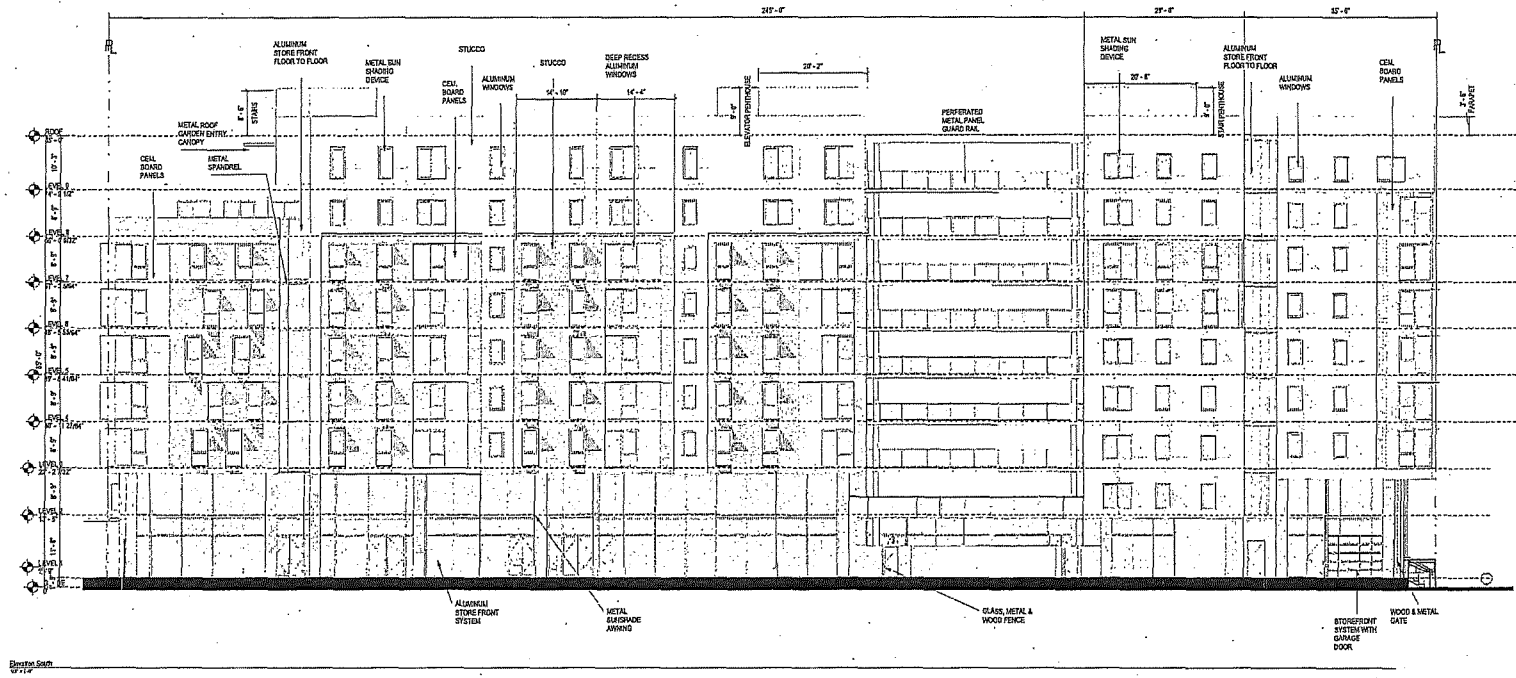 245' - 0"
29' - 0"
35' - 0"
ALUMINUM
STORE FRONT
FLOOR TO FLOOR
METAL SUN
SHADING
DEVICE
STUCCO
CEM.
BOARD
PANELS
ALUMINUM
WINDOWS
STUCCO
DEEP RECESS
ALUMINUM
WINDOWS
20' - 2"
METAL SUN
SHADING
DEVICE
ALUMINUM
STORE FRONT
FLOOR TO FLOOR
20' - 8"
ALUMINUM
WINDOWS
CEM.
BOARD
PANELS
14' - 10"
14' - 4"
STAIRS
ELEVATOR PENTHOUSE
STAIR PENTHOUSE
PARAPET
METAL ROOF
GARDEN ENTRY
CANOPY
METAL
SPANDREL
CEM.
BOARD
PANELS
PERFERATED
METAL PANEL
GUARD RAIL
ROOF
LEVEL 9
LEVEL 8
LEVEL 7
LEVEL 6
LEVEL 5
LEVEL 4
LEVEL 3
LEVEL 2
LEVEL 1
ALUMINUM
STORE FRONT
SYSTEM
METAL
SUNSHADE
AWNING
GLASS, METAL &
WOOD FENCE
STOREFRONT
SYSTEM WITH
GARAGE
DOOR
WOOD & METAL
GATE
Elevation South